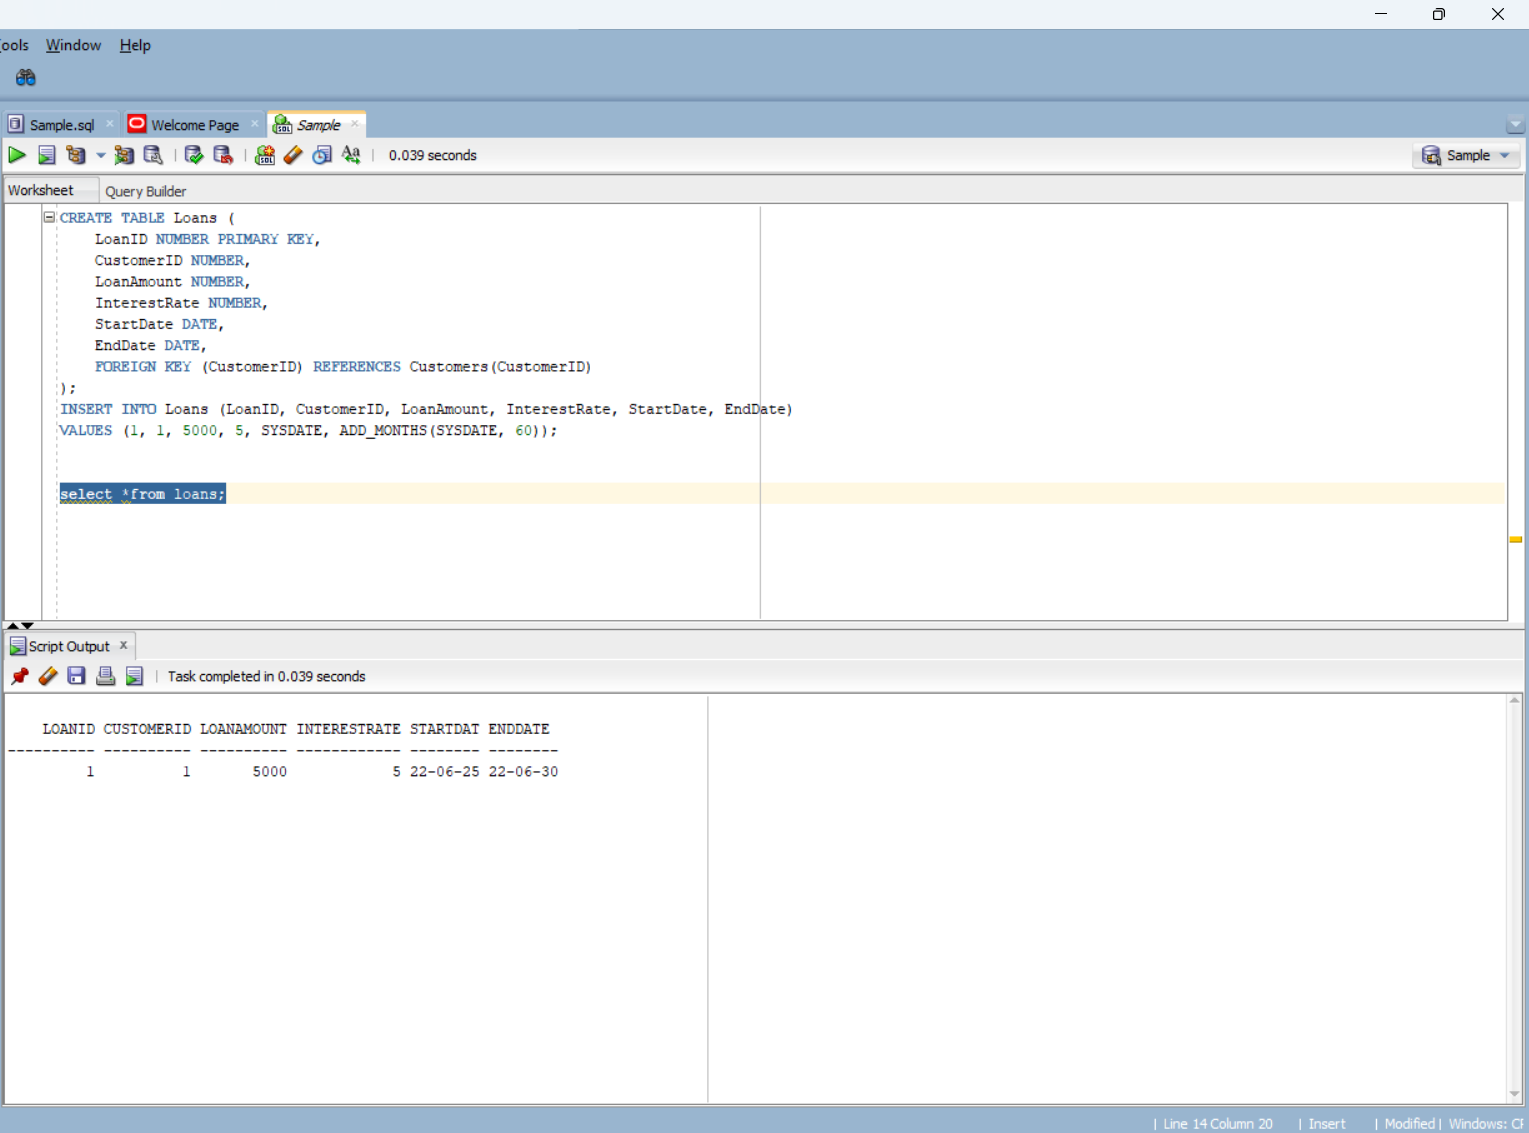 ools Window Help
Sample.sql Welcome Page Sample
0.039 seconds Sample
Worksheet Query Builder
CREATE TABLE Loans (
LoanID NUMBER PRIMARY KEY,
CustomerID NUMBER,
LoanAmount NUMBER,
InterestRate NUMBER,
StartDate DATE,
EndDate DATE,
FOREIGN KEY (CustomerID) REFERENCES Customers(CustomerID)
);
INSERT INTO Loans (LoanID, CustomerID, LoanAmount, InterestRate, StartDate, EndDate)
VALUES (1, 1, 5000, 5, SYSDATE, ADD_MONTHS(SYSDATE, 60));
select *from loans;
Script Output
Task completed in 0.039 seconds
LOANID CUSTOMERID LOANAMOUNT INTERESTRATE STARTDAT ENDDATE
---------- ---------- ---------- ------------ -------- --------
1 1 5000 5 22-06-25 22-06-30
| Line 14 Column 20 | Insert | Modified | Windows: CF